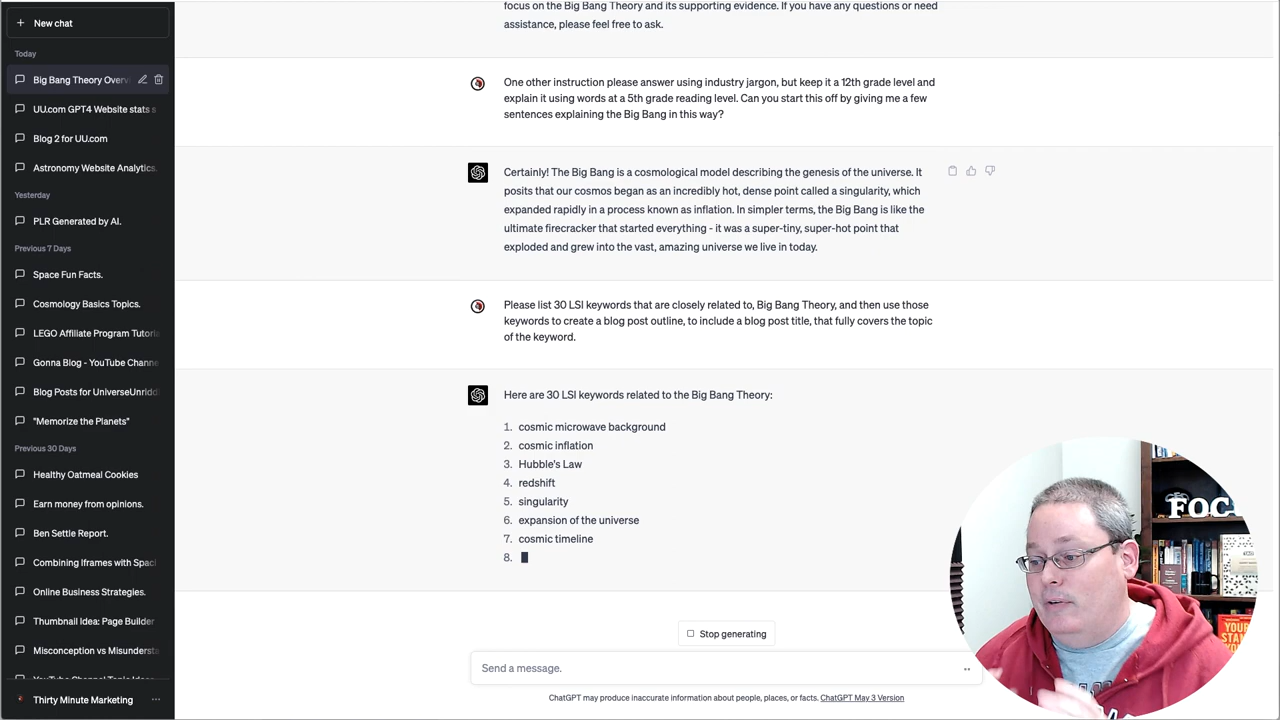 New chat
Today
Big Bang Theory Overv
UU.com GPT4 Website stats s
Blog 2 for UU.com
Astronomy Website Analytics.
Yesterday
PLR Generated by AI.
Previous 7 Days
Space Fun Facts.
Cosmology Basics Topics.
LEGO Affiliate Program Tutoria
Gonna Blog - YouTube Channe
Blog Posts for UniverseUnridd
"Memorize the Planets"
Previous 30 Days
Healthy Oatmeal Cookies
Earn money from opinions.
Ben Settle Report.
Combining Iframes with Spac
Online Business Strategies.
Thumbnail Idea: Page Builder
Misconception vs Misundersta
YouTube Channel Topic Ideas
Thirty Minute Marketing
focus on the Big Bang Theory and its supporting evidence. If you have any questions or need
assistance, please feel free to ask.
One other instruction please answer using industry jargon, but keep it a 12th grade level and
explain it using words at a 5th grade reading level. Can you start this off by giving me a few
sentences explaining the Big Bang in this way?
Certainly! The Big Bang is a cosmological model describing the genesis of the universe. It
posits that our cosmos began as an incredibly hot, dense point called a singularity, which
expanded rapidly in a process known as inflation. In simpler terms, the Big Bang is like the
ultimate firecracker that started everything - it was a super-tiny, super-hot point that
exploded and grew into the vast, amazing universe we live in today.
Please list 30 LSI keywords that are closely related to, Big Bang Theory, and then use those
keywords to create a blog post outline, to include a blog post title, that fully covers the topic
of the keyword.
Here are 30 LSI keywords related to the Big Bang Theory:
1. cosmic microwave background
2. cosmic inflation
3. Hubble's Law
4. redshift
5. singularity
6. expansion of the universe
7. cosmic timeline
8.
Stop generating
Send a message.
ChatGPT may produce inaccurate information about people, places, or facts. ChatGPT May 3 Version
FOC
YOUR
STAN